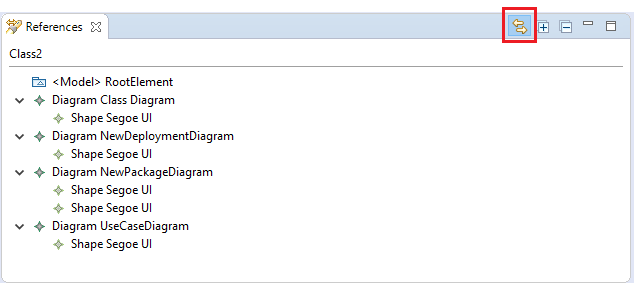 References
Class2
<Model> RootElement
Diagram Class Diagram
Shape Segoe UI
Diagram NewDeploymentDiagram
Shape Segoe UI
Diagram NewPackageDiagram
Shape Segoe UI
Shape Segoe UI
Diagram UseCaseDiagram
Shape Segoe UI